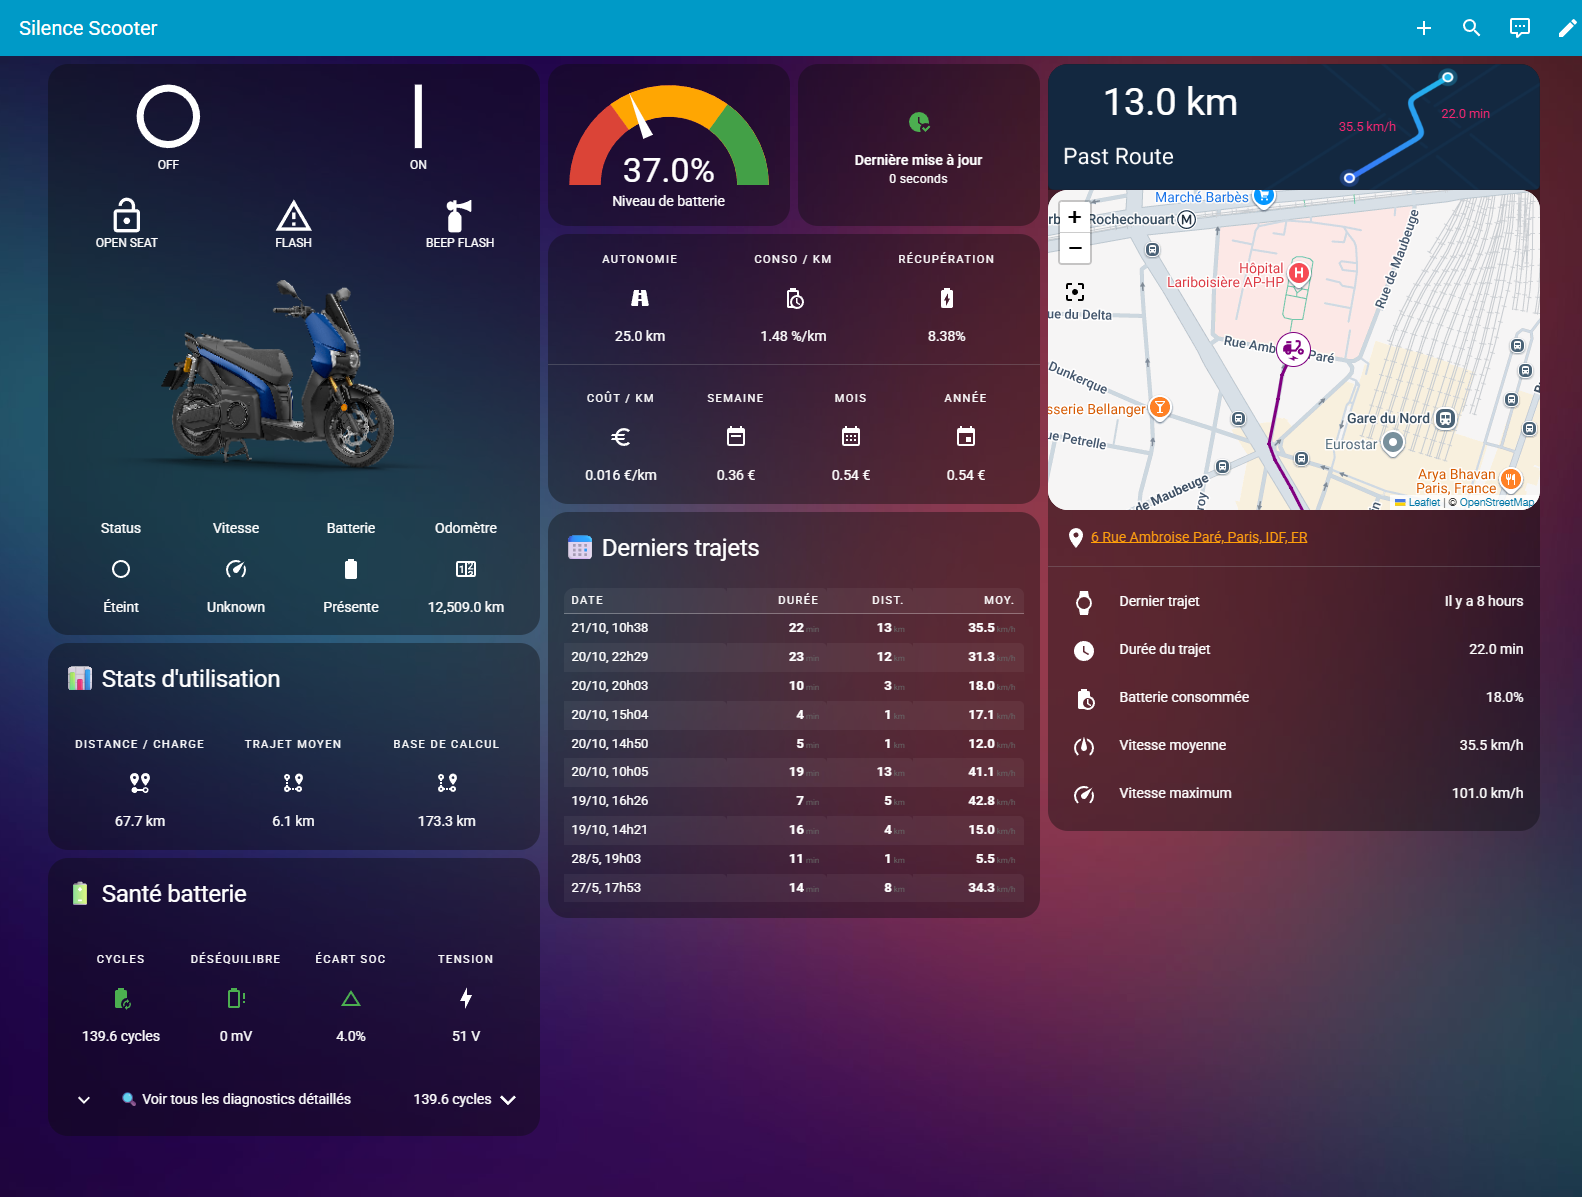 Silence Scooter
OFF
ON
OPEN SEAT
FLASH
BEEP FLASH
Status
Vitesse
Batterie
Odomètre
Éteint
Unknown
Présente
12,509.0 km
Stats d'utilisation
DISTANCE / CHARGE
TRAJET MOYEN
BASE DE CALCUL
67.7 km
6.1 km
173.3 km
Santé batterie
CYCLES
DÉSÉQUILIBRE
ÉCART SOC
TENSION
139.6 cycles
0 mV
4.0%
51 V
Voir tous les diagnostics détaillés
139.6 cycles
37.0%
Niveau de batterie
Dernière mise à jour
0 seconds
AUTONOMIE
CONSO / KM
RÉCUPÉRATION
25.0 km
1.48 %/km
8.38%
COÛT / KM
SEMAINE
MOIS
ANNÉE
0.016 €/km
0.36 €
0.54 €
0.54 €
Derniers trajets
DATE DURÉE DIST. MOY.
21/10, 10h38 22 min 13 km 35.5 km/h
20/10, 22h29 23 min 12 km 31.3 km/h
20/10, 20h03 10 min 3 km 18.0 km/h
20/10, 15h04 4 min 1 km 17.1 km/h
20/10, 14h50 5 min 1 km 12.0 km/h
20/10, 10h05 19 min 13 km 41.1 km/h
19/10, 16h26 7 min 5 km 42.8 km/h
19/10, 14h21 16 min 4 km 15.0 km/h
28/5, 19h03 11 min 1 km 5.5 km/h
27/5, 17h53 14 min 8 km 34.3 km/h
13.0 km
Past Route
35.5 km/h
22.0 min
+
−
Marché Barbès
Rochechouart M
Hôpital
Lariboisière AP-HP
H
Rue de Maubeuge
ue du Delta
Rue Amb Paré
Dunkerque
sserie Bellanger
ue Petrelle
Gare du Nord
Eurostar
Arya Bhavan
Paris, France
de Maubeuge
roy
Leaflet | © OpenStreetMap
6 Rue Ambroise Paré, Paris, IDF, FR
Dernier trajet
Il y a 8 hours
Durée du trajet
22.0 min
Batterie consommée
18.0%
Vitesse moyenne
35.5 km/h
Vitesse maximum
101.0 km/h